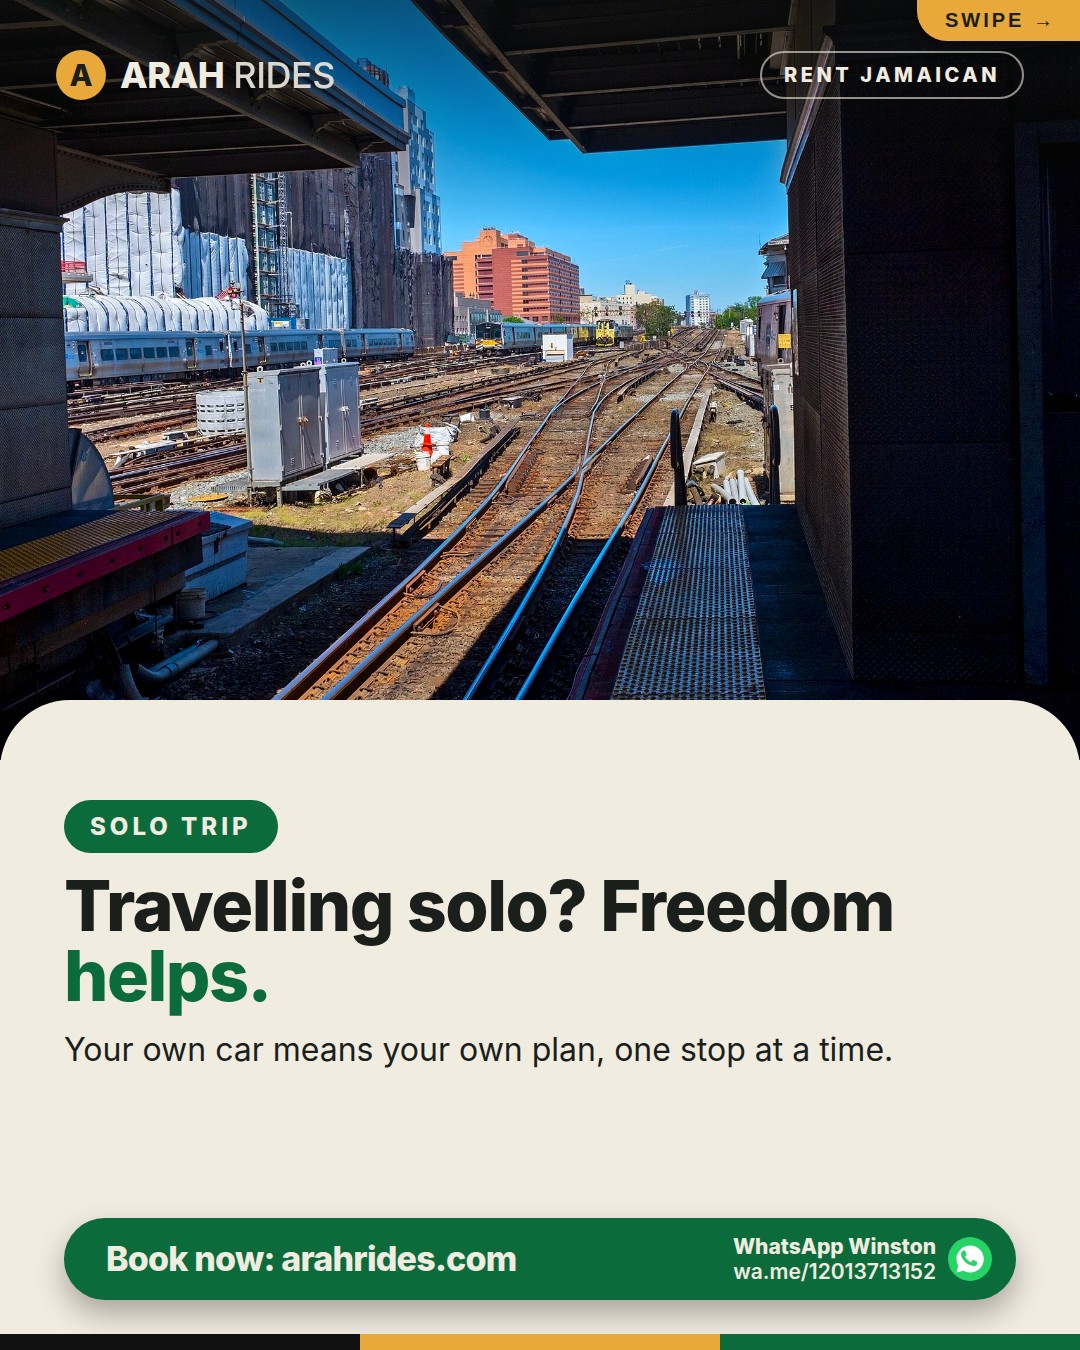 SWIPE →
A ARAH RIDES
RENT JAMAICAN
SOLO TRIP
Travelling solo? Freedom
helps.
Your own car means your own plan, one stop at a time.
Book now: arahrides.com
WhatsApp Winston
wa.me/12013713152